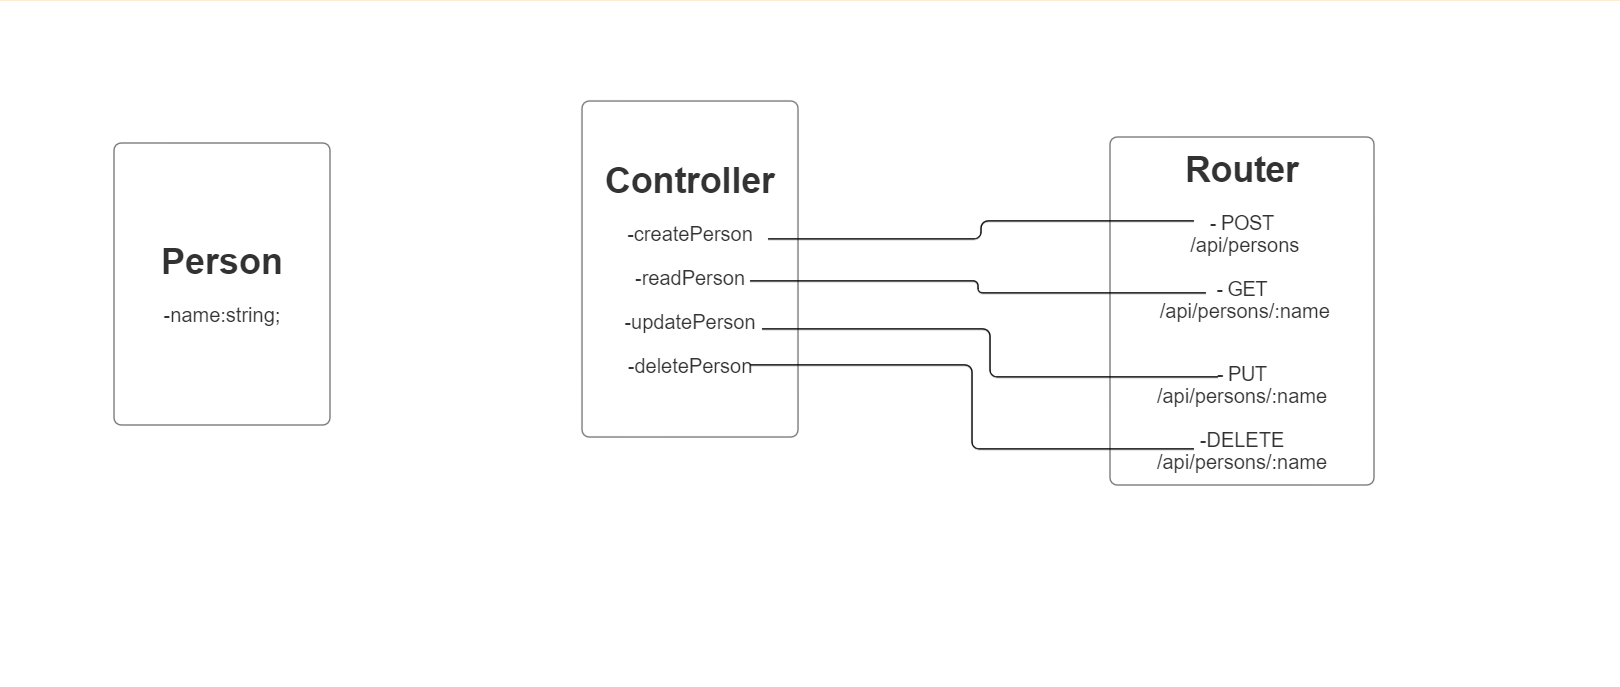 Person
-name:string;
Controller
-createPerson
-readPerson
-updatePerson
-deletePerson
Router
- POST
/api/persons
- GET
/api/persons/:name
- PUT
/api/persons/:name
-DELETE
/api/persons/:name